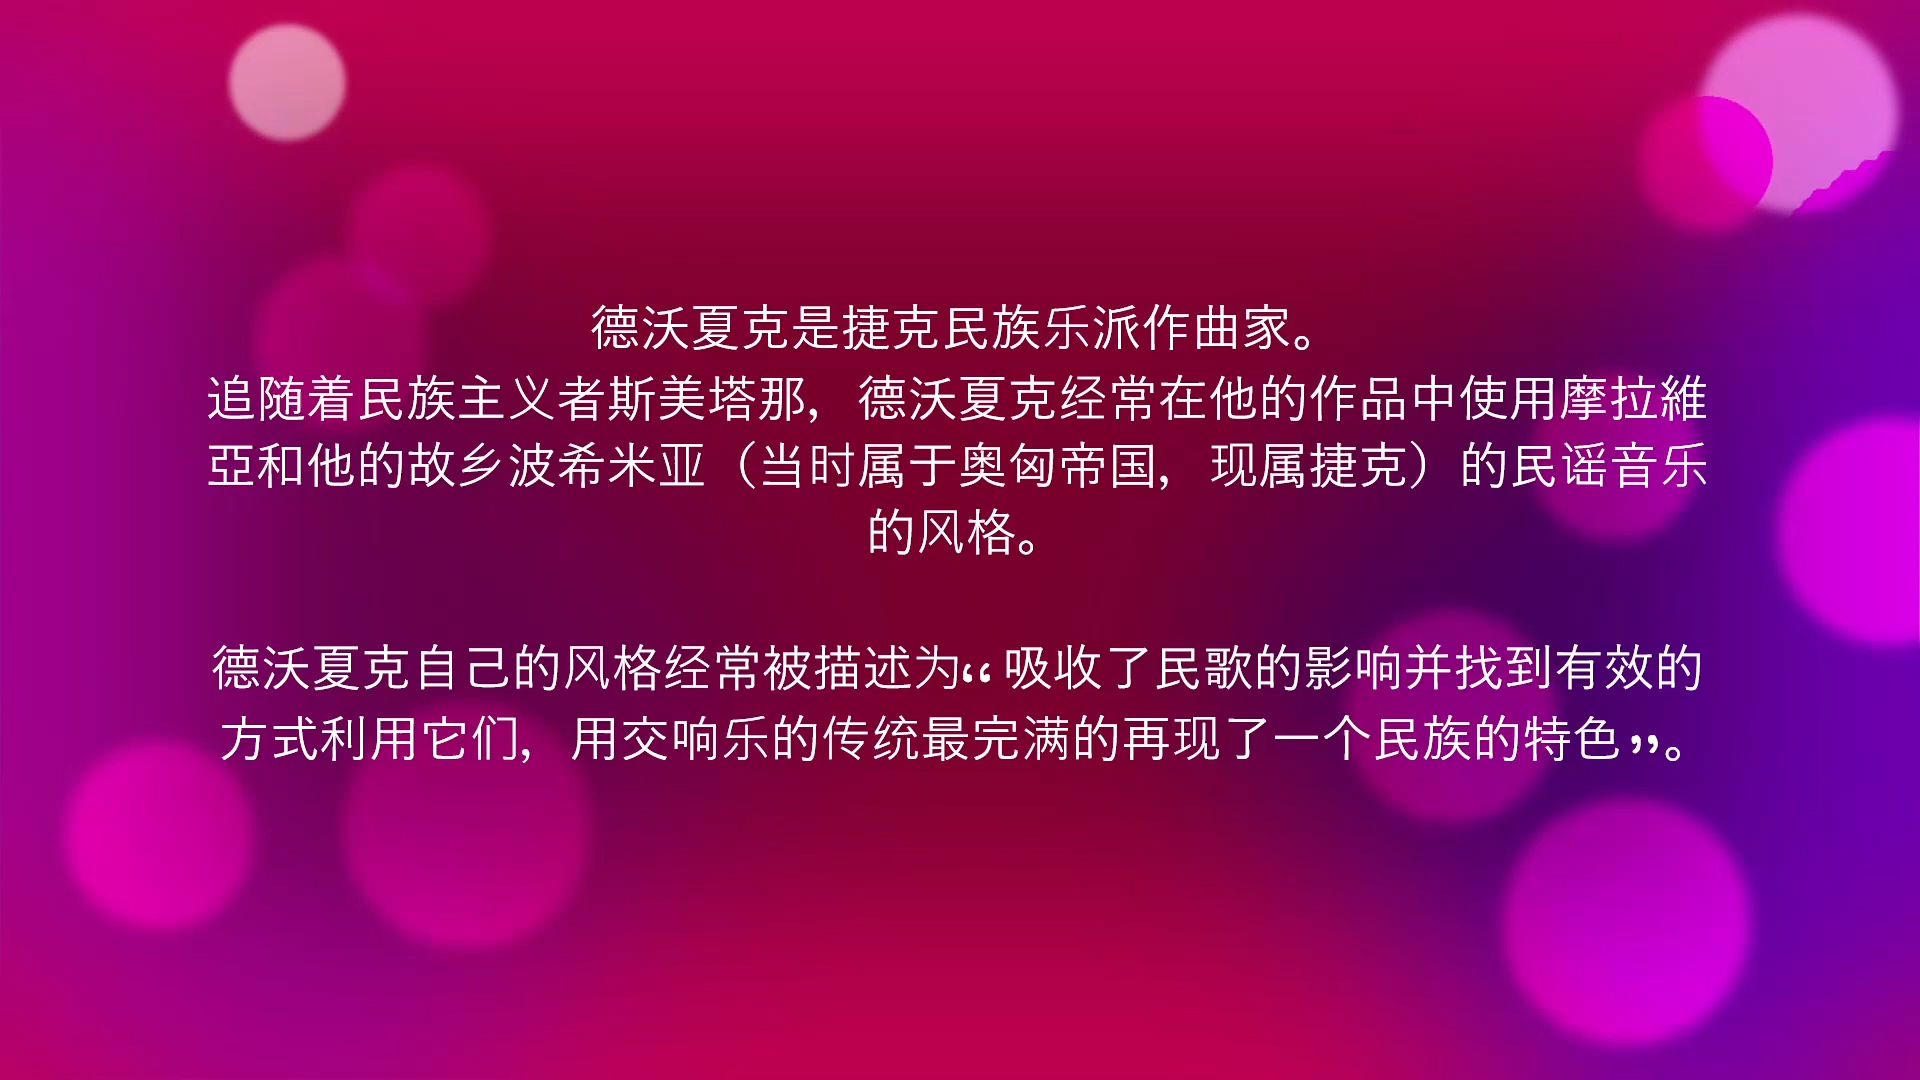 德沃夏克是捷克民族乐派作曲家。
追随着民族主义者斯美塔那，德沃夏克经常在他的作品中使用摩拉維
亞和他的故乡波希米亚（当时属于奥匈帝国，现属捷克）的民谣音乐
的风格。
德沃夏克自己的风格经常被描述为“吸收了民歌的影响并找到有效的
方式利用它们，用交响乐的传统最完满的再现了一个民族的特色”。